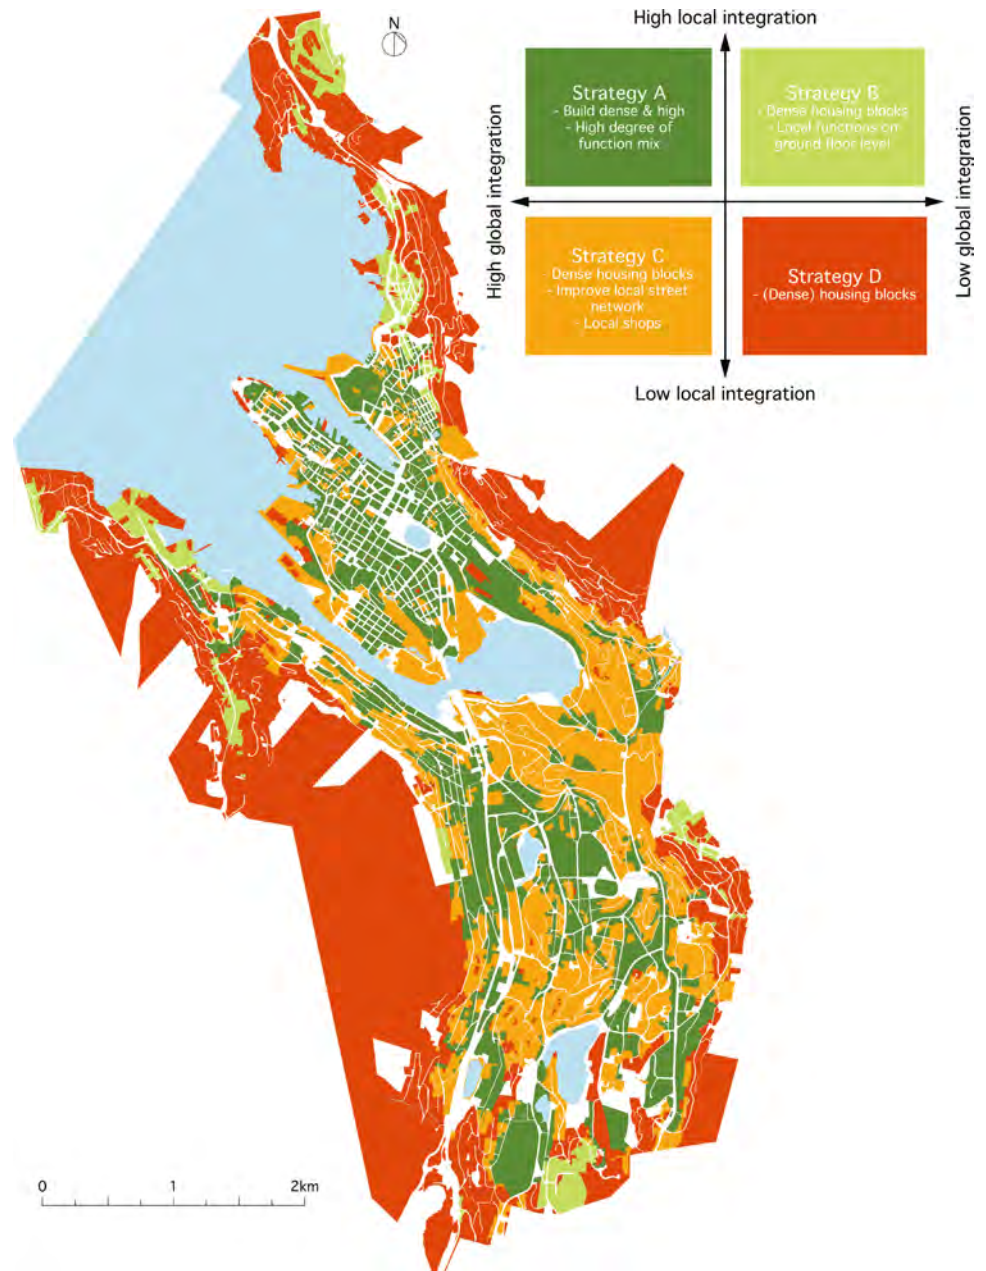 High local integration
N
High global integration
Low global integration
Strategy A
- Build dense & high
- High degree of
function mix
Strategy B
- Dense housing blocks
- Local functions on
ground floor level
Strategy C
- Dense housing blocks
- Improve local street
network
- Local shops
Strategy D
- (Dense) housing blocks
Low local integration
0 1 2km